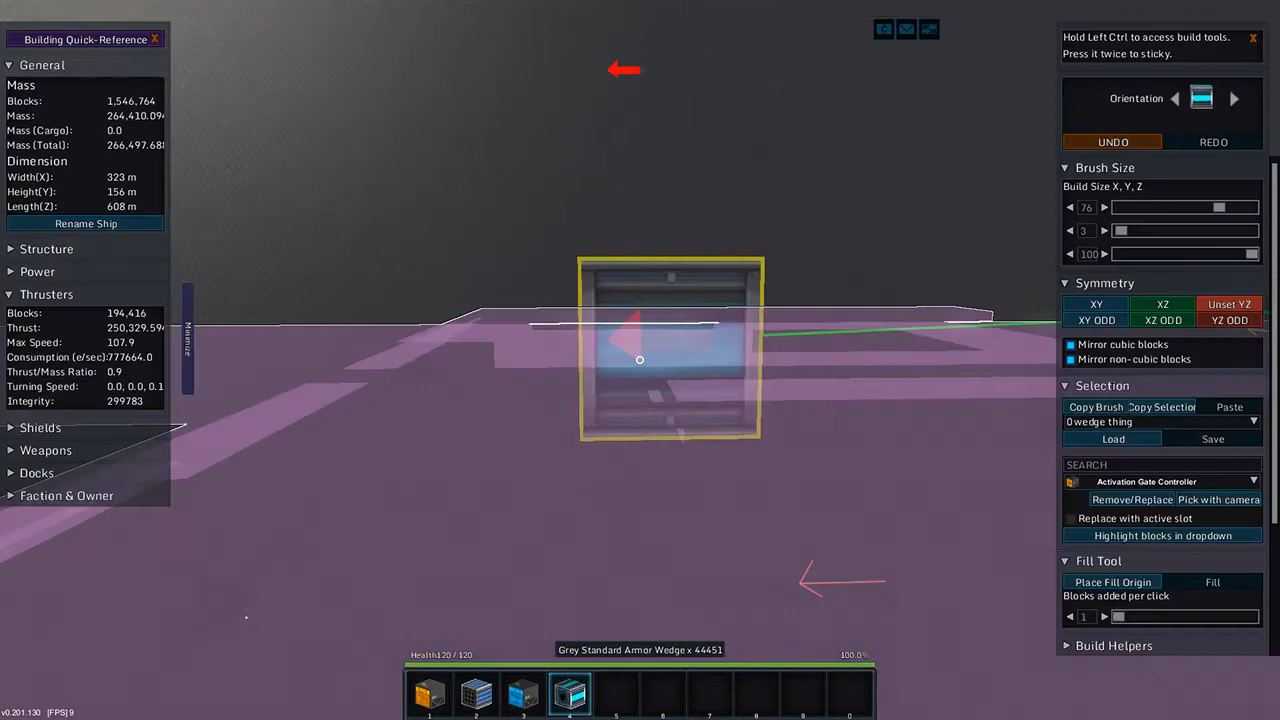 Building Quick-Reference X
General
Mass
Blocks: 1,546,764
Mass: 264,410.094
Mass (Cargo): 0.0
Mass (Total): 266,497.68
Dimension
Width(X): 323 m
Height(Y): 156 m
Length(Z): 608 m
Rename Ship
Structure
Power
Thrusters
Blocks: 194,416
Thrust: 250,329.594
Max Speed: 107.9
Consumption (e/sec): 777664.0
Thrust/Mass Ratio: 0.9
Turning Speed: 0.0, 0.0, 0.1
Integrity: 299783
Shields
Weapons
Docks
Faction & Owner
Minimize
Hold Left Ctrl to access build tools. X
Press it twice to sticky.
Orientation
UNDO REDO
Brush Size
Build Size X, Y, Z
76
3
100
Symmetry
XY XZ Unset YZ
XY ODD XZ ODD YZ ODD
Mirror cubic blocks
Mirror non-cubic blocks
Selection
Copy Brush Copy Selection Paste
0 wedge thing
Load Save
SEARCH
Activation Gate Controller
Remove/Replace Pick with camera
Replace with active slot
Highlight blocks in dropdown
Fill Tool
Place Fill Origin Fill
Blocks added per click
1
Build Helpers
Grey Standard Armor Wedge x 44451
Health120 / 120 100.0%
1 2 3 4 5 6 7 8 9 0
v0.201.130 [FPS] 9